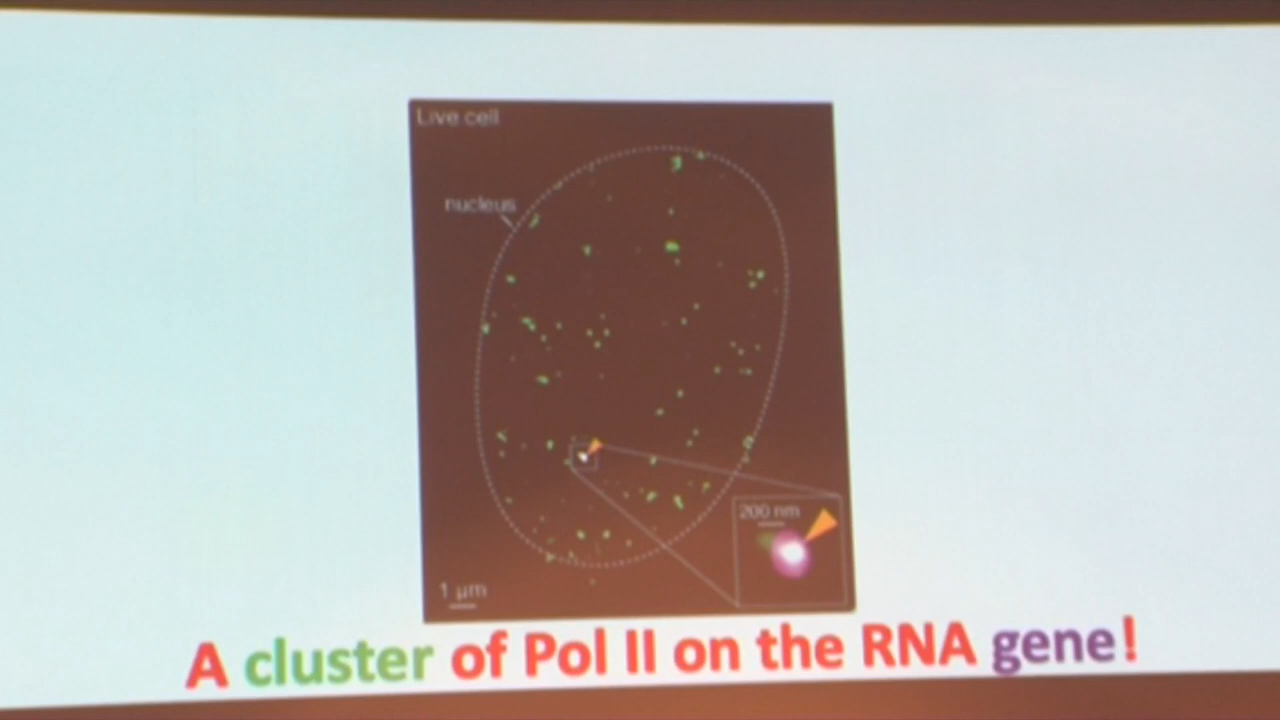 Live cell
nucleus
200 nm
1 μm
A cluster of Pol II on the RNA gene!